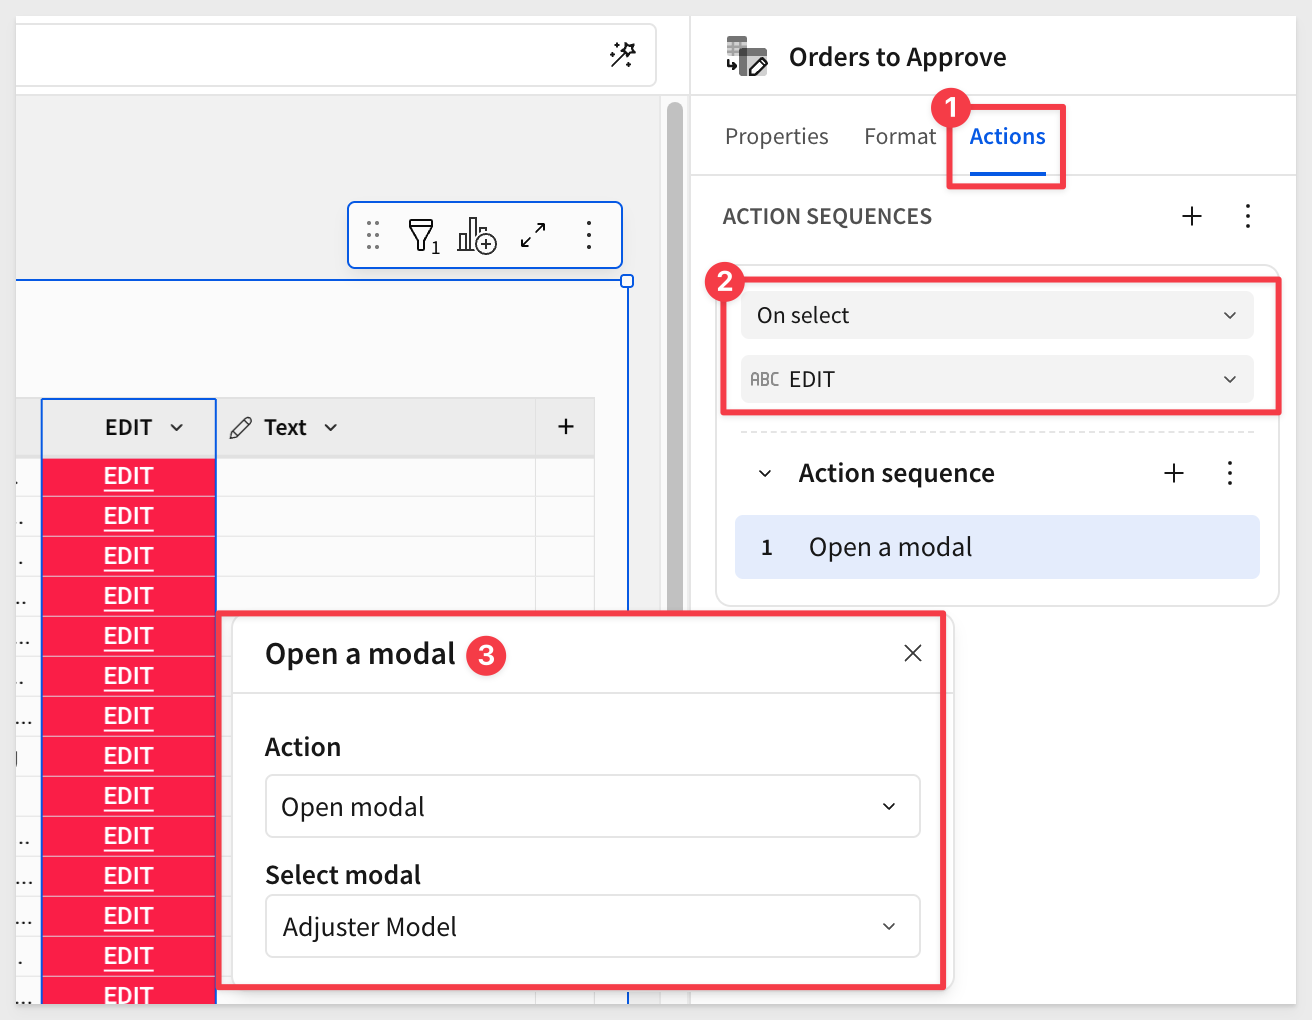 Orders to Approve
1
Properties Format Actions
ACTION SEQUENCES
1
2
On select
ABC EDIT
EDIT Text
Action sequence
1 Open a modal
EDIT
EDIT
EDIT
EDIT
EDIT
EDIT
EDIT
EDIT
EDIT
EDIT
EDIT
EDIT
EDIT
EDIT
Open a modal 3
Action
Open modal
Select modal
Adjuster Model